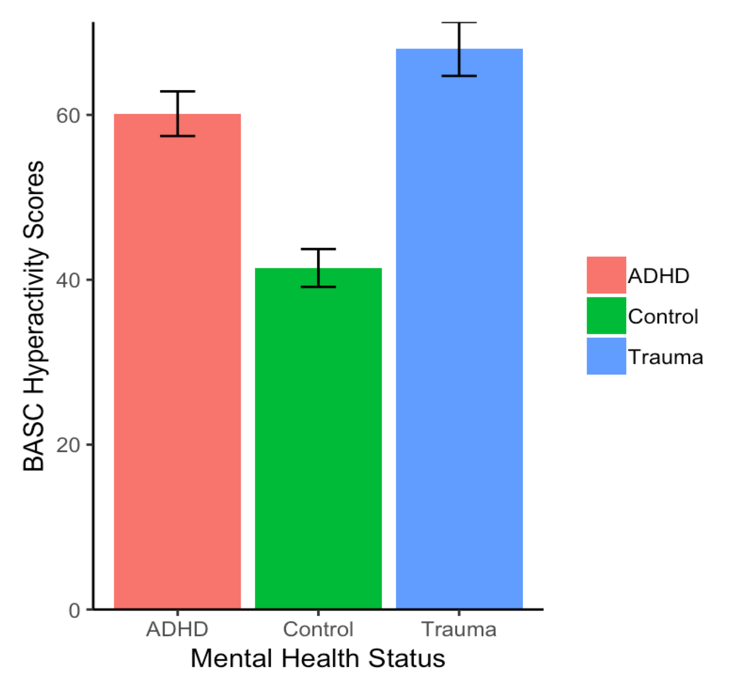 BASC Hyperactivity Scores
60
40
20
0
ADHD
Control
Trauma
Mental Health Status
ADHD
Control
Trauma